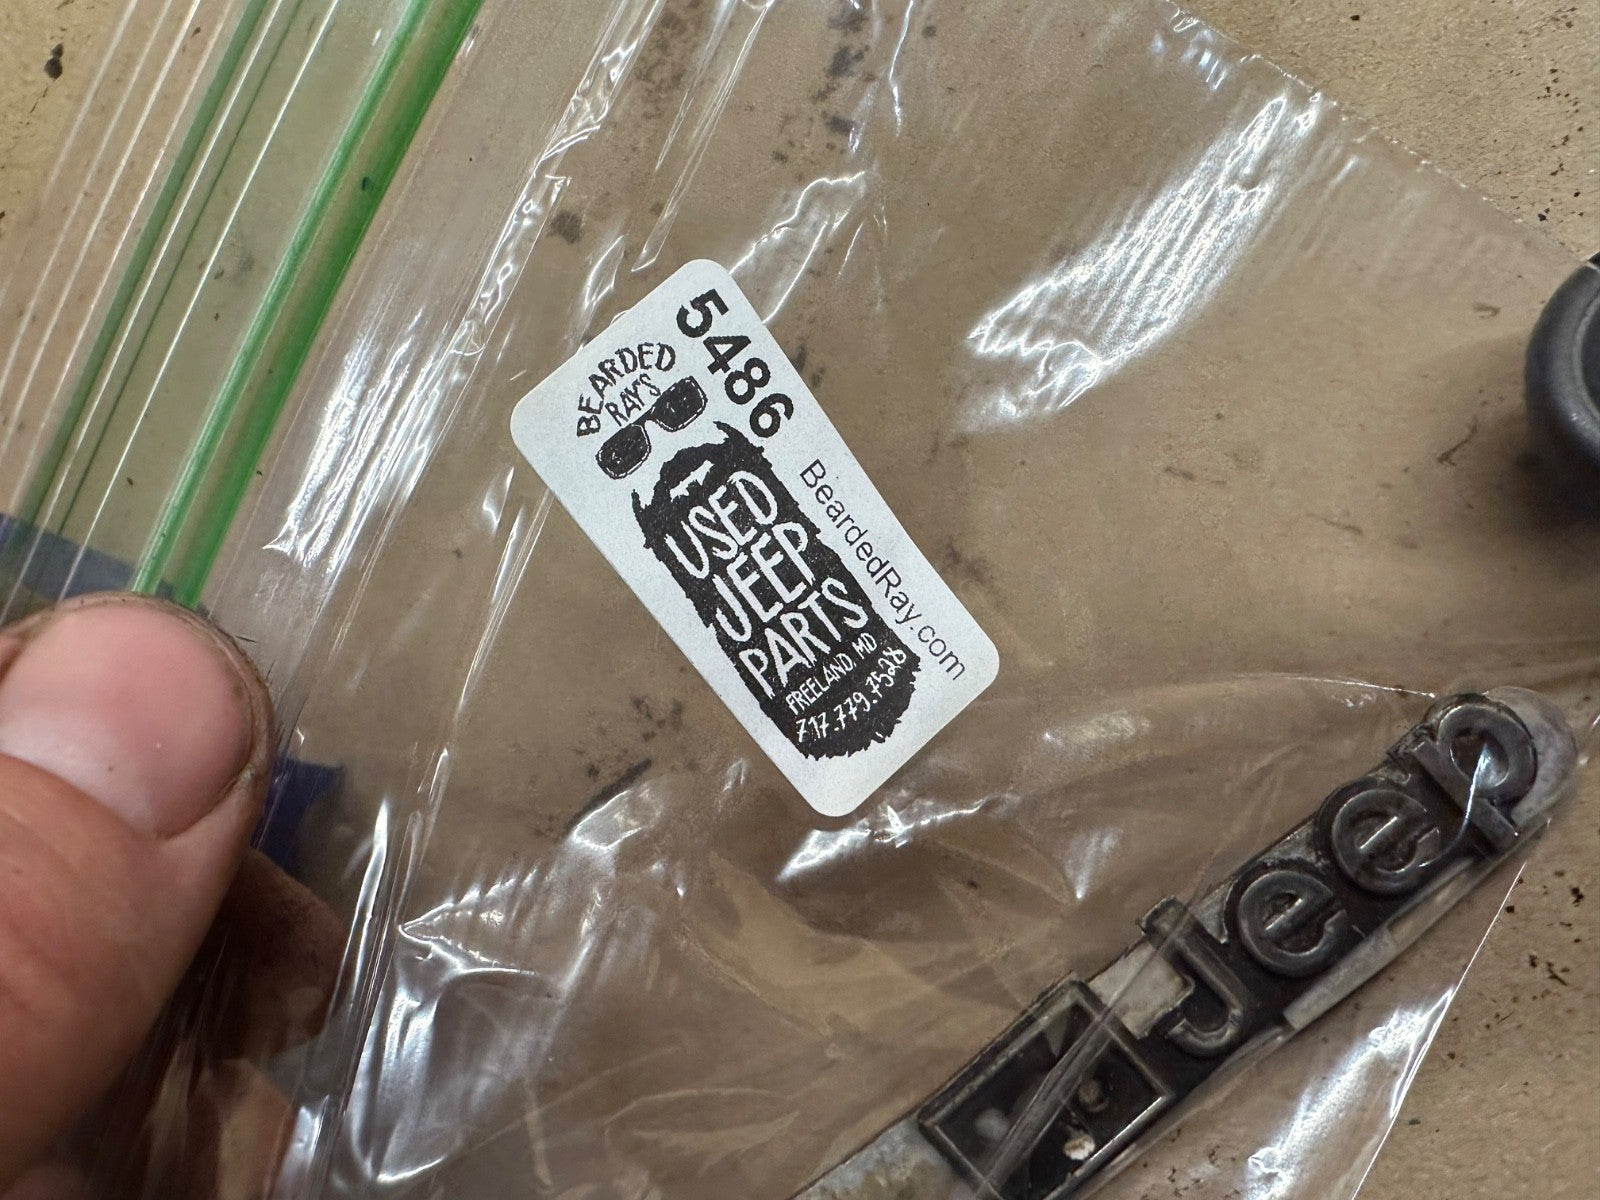 5486
BEARDED
RAY'S
USED
JEEP
PARTS
FREELAND MD
717.779.7528
BeardedRay.com
Jeep